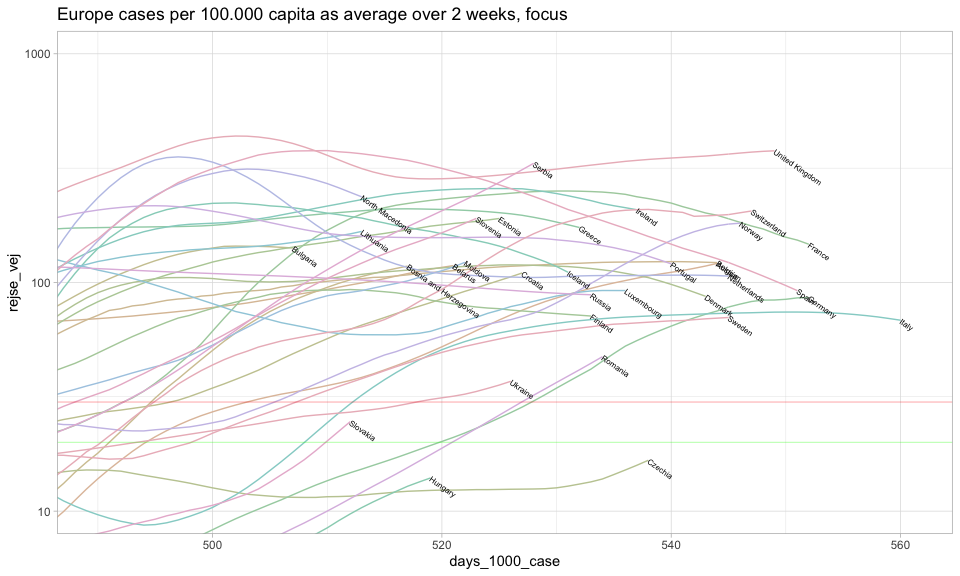 Europe cases per 100.000 capita as average over 2 weeks, focus
1000
100
10
rejse_vej
500
520
540
560
days_1000_case
United Kingdom
Serbia
North Macedonia
Lithuania
Slovenia
Estonia
Ireland
Switzerland
Norway
Greece
France
Bulgaria
Bosnia and Herzegovina
Belarus
Moldova
Croatia
Iceland
Portugal
Netherlands
Russia
Luxembourg
Denmark
Spain
Germany
Finland
Sweden
Italy
Romania
Ukraine
Slovakia
Czechia
Hungary